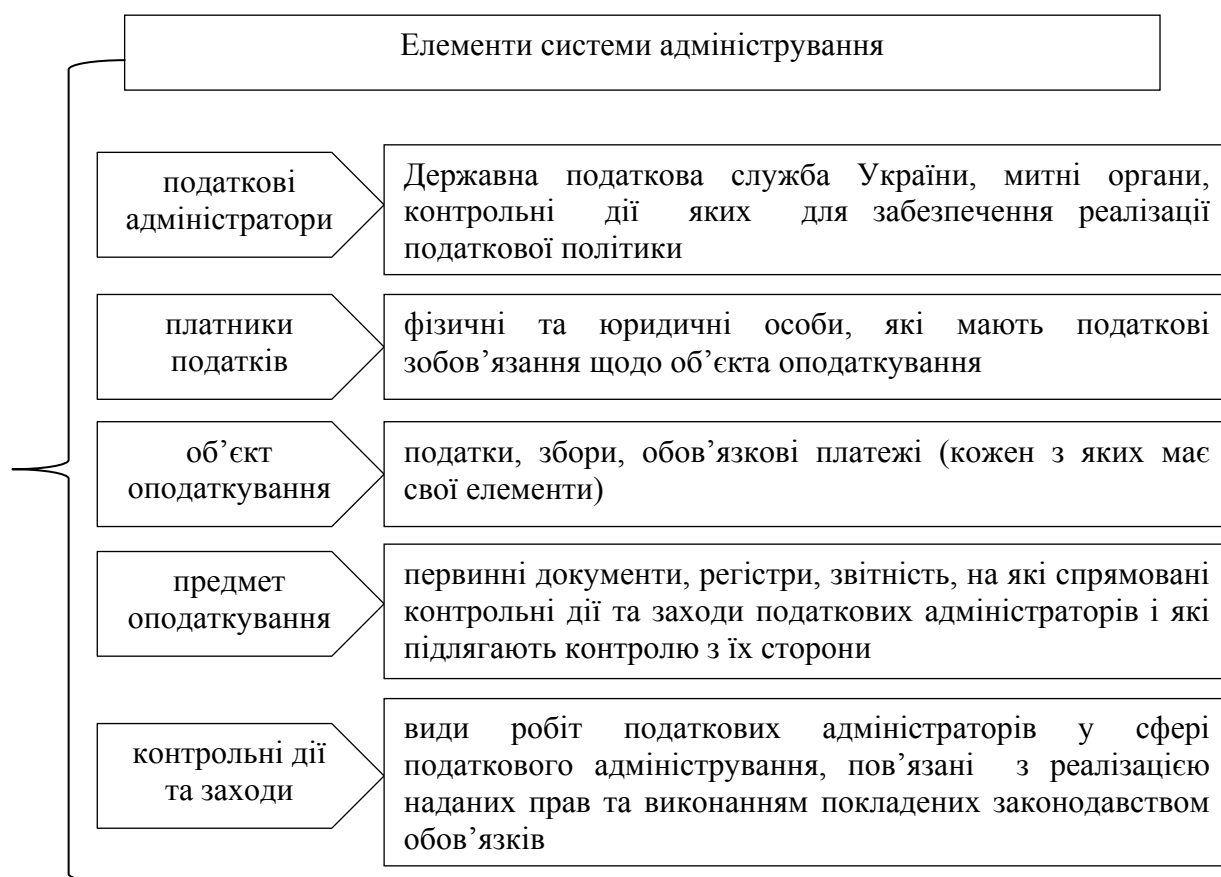 Елементи системи адміністрування
податкові
адміністратори
Державна податкова служба України, митні органи,
контрольні дії яких для забезпечення реалізації
податкової політики
платники
податків
фізичні та юридичні особи, які мають податкові
зобов’язання щодо об’єкта оподаткування
об’єкт
оподаткування
податки, збори, обов’язкові платежі (кожен з яких має
свої елементи)
предмет
оподаткування
первинні документи, регістри, звітність, на які спрямовані
контрольні дії та заходи податкових адміністраторів і які
підлягають контролю з їх сторони
контрольні дії
та заходи
види робіт податкових адміністраторів у сфері
податкового адміністрування, пов’язані з реалізацією
наданих прав та виконанням покладених законодавством
обов’язків